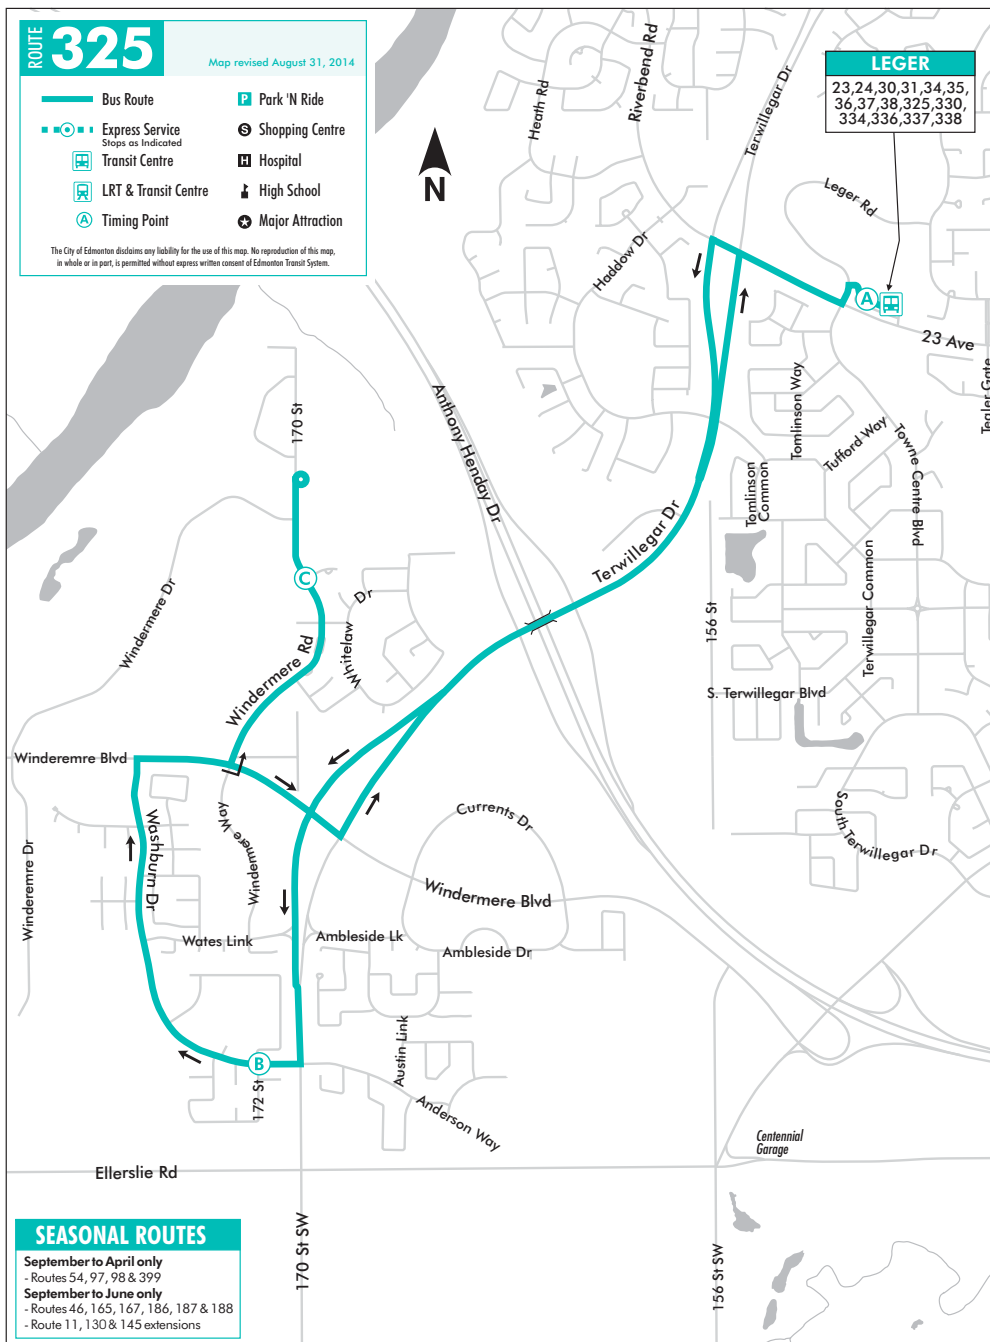 ROUTE 325
Map revised August 31, 2014
Bus Route
Express Service
Stops as Indicated
Transit Centre
LRT & Transit Centre
A Timing Point
P Park 'N Ride
S Shopping Centre
H Hospital
High School
Major Attraction
The City of Edmonton disclaims any liability for the use of this map. No reproduction of this map,
in whole or in part, is permitted without express written consent of Edmonton Transit System.
N
LEGER
23,24,30,31,34,35,
36,37,38,325,330,
334,336,337,338
Heath Rd
Riverbend Rd
Terwillegar Dr
Leger Rd
Haddow Dr
A
23 Ave
Tegler Gate
170 St
Anthony Henday Dr
Tomlinson Way
Tufford Way
Towne Centre Blvd
Tomlinson
Common
Terwillegar Dr
C
Windermere Dr
Whitelaw Dr
Windermere Rd
156 St
Terwillegar Common
S. Terwillegar Blvd
Winderemre Blvd
Washburn Dr
Windermere Way
Currents Dr
South Terwillegar Dr
Winderemre Dr
Windermere Blvd
Wates Link
Ambleside Lk
Ambleside Dr
B
172 St
Austin Link
Anderson Way
Centennial
Garage
Ellerslie Rd
170 St SW
156 St SW
SEASONAL ROUTES
September to April only
- Routes 54, 97, 98 & 399
September to June only
- Routes 46, 165, 167, 186, 187 & 188
- Route 11, 130 & 145 extensions